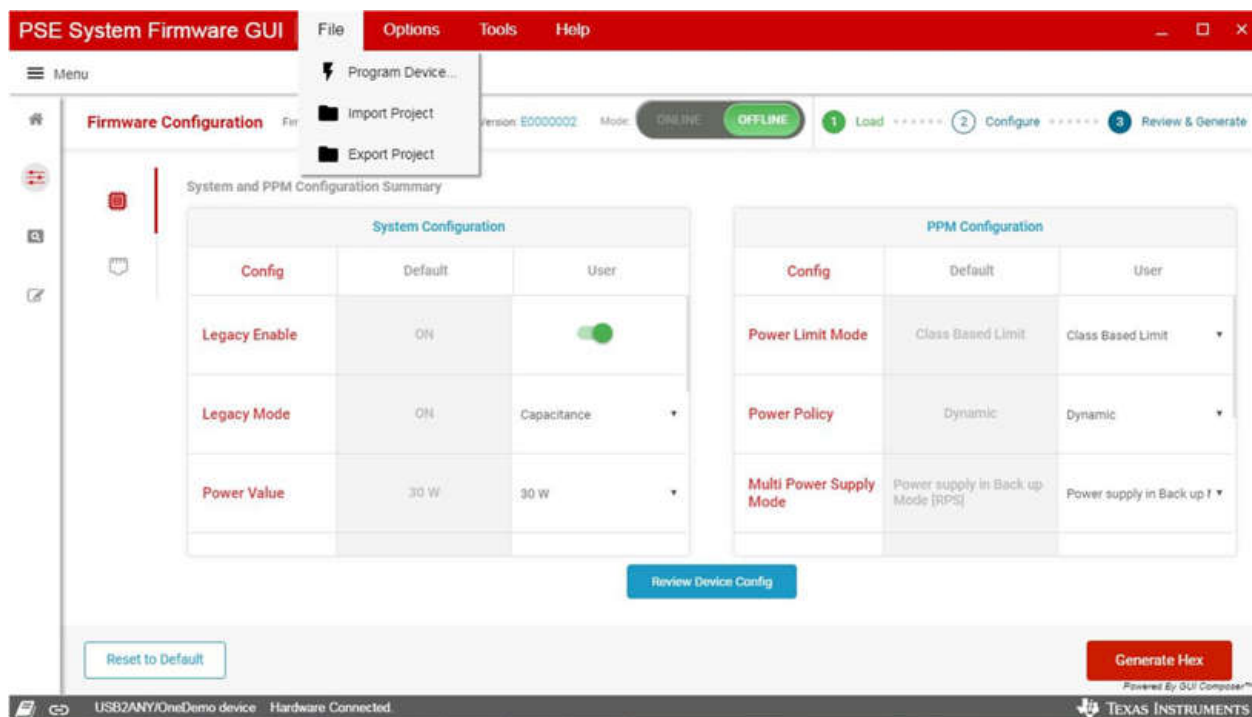 PSE System Firmware GUI File Options Tools Help
Menu
Program Device...
Import Project
Export Project
Firmware Configuration Version: E0000002 Mode: ONLINE OFFLINE 1 Load 2 Configure 3 Review & Generate
System and PPM Configuration Summary
System Configuration
Config Default User
Legacy Enable ON
Legacy Mode ON Capacitance
Power Value 30 W 30 W
PPM Configuration
Config Default User
Power Limit Mode Class Based Limit Class Based Limit
Power Policy Dynamic Dynamic
Multi Power Supply Power supply in Back up Power supply in Back up
Mode Mode [RPS]
Review Device Config
Reset to Default
Generate Hex
Powered By GUI Composer™
USB2ANY/OneDemo device Hardware Connected.
TEXAS INSTRUMENTS